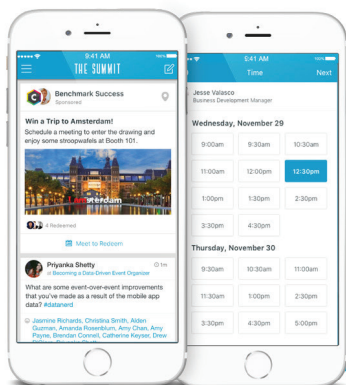 9:41 AM
100%
THE SUMMIT
Benchmark Success
Sponsored
Win a Trip to Amsterdam!
Schedule a meeting to enter the drawing and
enjoy some stroopwafels at Booth 101.
I amsterdam
4 Redeemed
Meet to Redeem
Priyanka Shetty
1m
at Becoming a Data-Driven Event Organizer
What are some event-over-event improvements
that you've made as a result of the mobile app
data? #datanerd
Jasmine Richards, Christina Smith, Alden
Guzman, Amanda Rosenblum, Amy Chan, Amy
Payne, Brendan Connell, Catherine Keyser, Drew
9:41 AM
100%
Time
Next
Jesse Valasco
Business Development Manager
Wednesday, November 29
9:00am 9:30am 10:30am
11:00am 12:00pm 12:30pm
1:00pm 1:30pm 2:30pm
3:30pm 4:30pm
Thursday, November 30
9:30am 10:30am 11:00am
11:30am 1:00pm 2:30pm
3:30pm 4:30pm 5:00pm